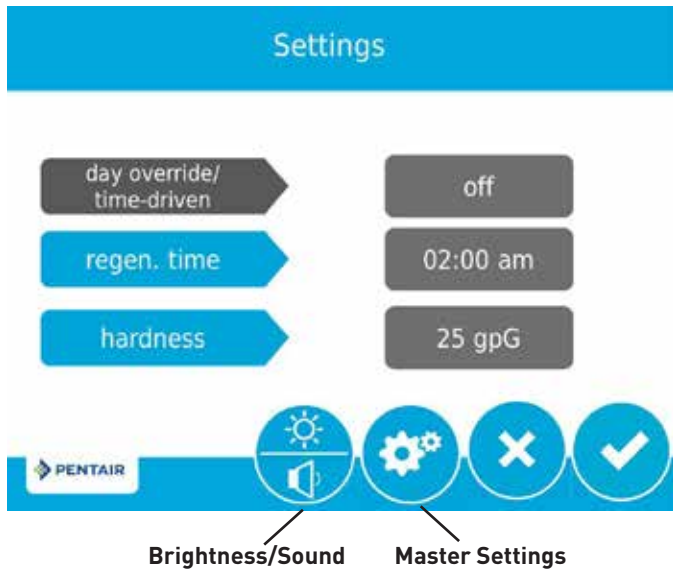 Settings
day override/
time-driven
off
regen. time
02:00 am
hardness
25 gpG
PENTAIR
Brightness/Sound
Master Settings